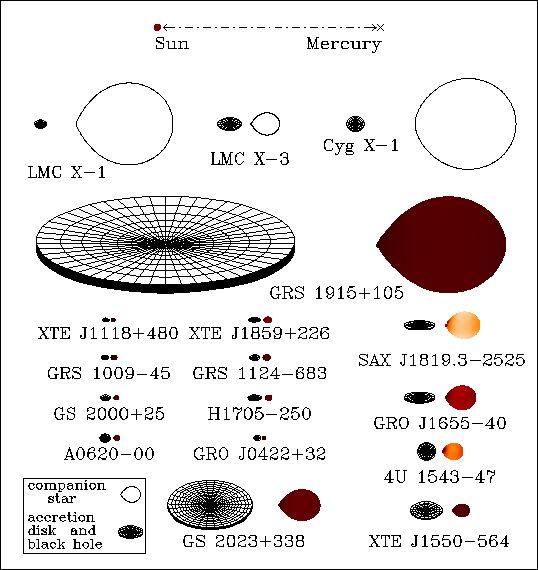 Sun Mercury
LMC X-1
LMC X-3
Cyg X-1
GRS 1915+105
XTE J1118+480 XTE J1859+226
SAX J1819.3-2525
GRS 1009-45 GRS 1124-683
GS 2000+25 H1705-250
GRO J1655-40
A0620-00 GRO J0422+32
4U 1543-47
companion
star
accretion
disk and
black hole
GS 2023+338
XTE J1550-564